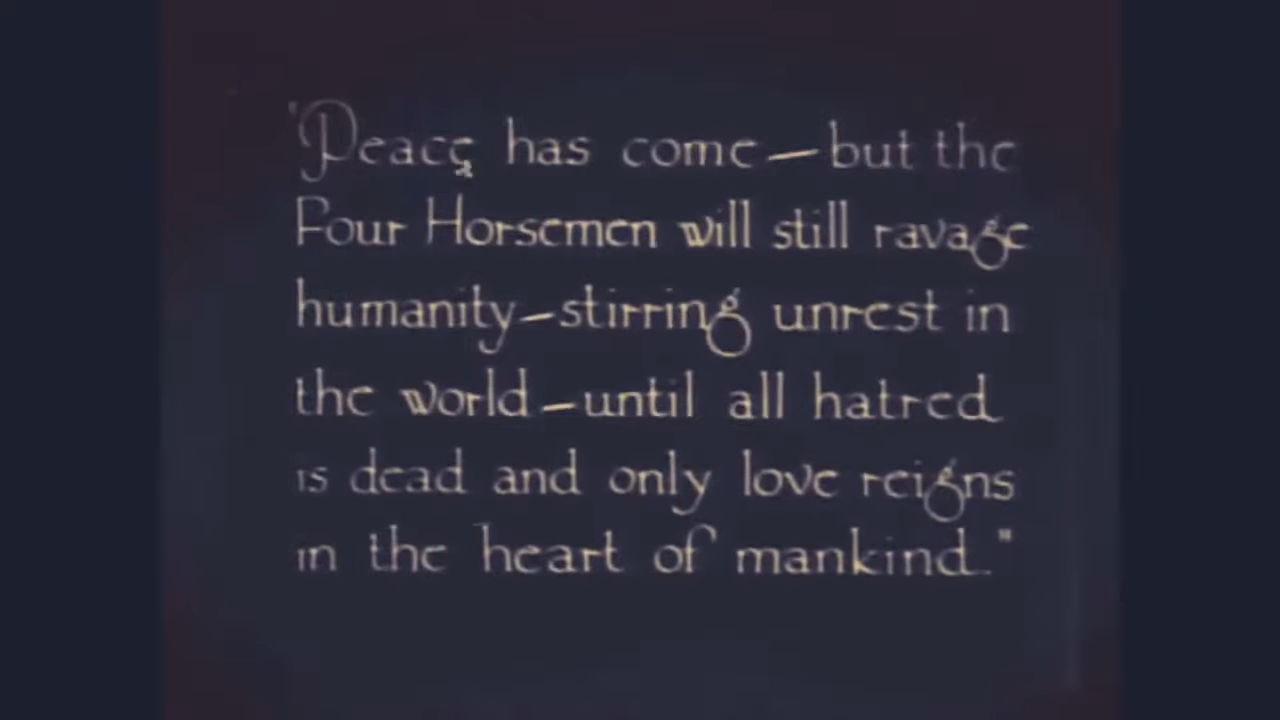 "Peace has come—but the
Four Horsemen will still ravage
humanity—stirring unrest in
the world—until all hatred
is dead and only love reigns
in the heart of mankind."